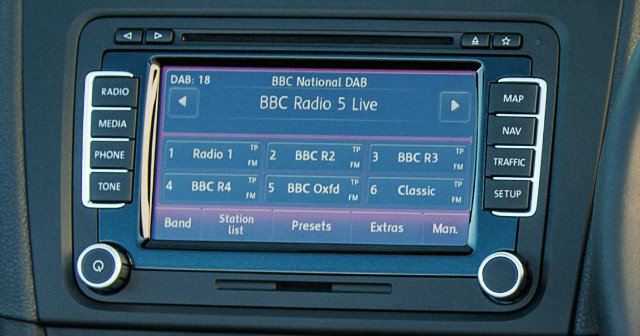 DAB: 18 BBC National DAB
BBC Radio 5 Live
RADIO
MEDIA
PHONE
TONE
1 Radio 1 TP FM
2 BBC R2 TP FM
3 BBC R3 TP FM
4 BBC R4 TP FM
5 BBC Oxfd TP FM
6 Classic TP FM
Band
Station
list
Presets
Extras
Man.
MAP
NAV
TRAFFIC
SETUP